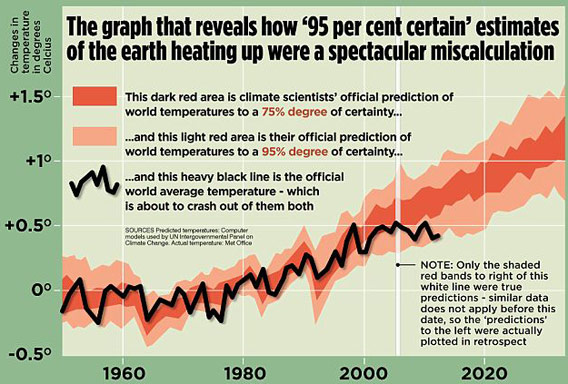 Changes in
temperature
in degrees
Celcius
The graph that reveals how ‘95 per cent certain’ estimates
of the earth heating up were a spectacular miscalculation
+1.5º
This dark red area is climate scientists’ official prediction of
world temperatures to a 75% degree of certainty...
...and this light red area is their official prediction of
world temperatures to a 95% degree of certainty...
+1º
...and this heavy black line is the official
world average temperature - which
is about to crash out of them both
+0.5º
SOURCES Predicted temperatures: Computer
models used by UN Intergovernmental Panel on
Climate Change. Actual temperature: Met Office
0º
NOTE: Only the shaded
red bands to right of this
white line were true
predictions - similar data
does not apply before this
date, so the ‘predictions’
to the left were actually
plotted in retrospect
-0.5º
1960 1980 2000 2020